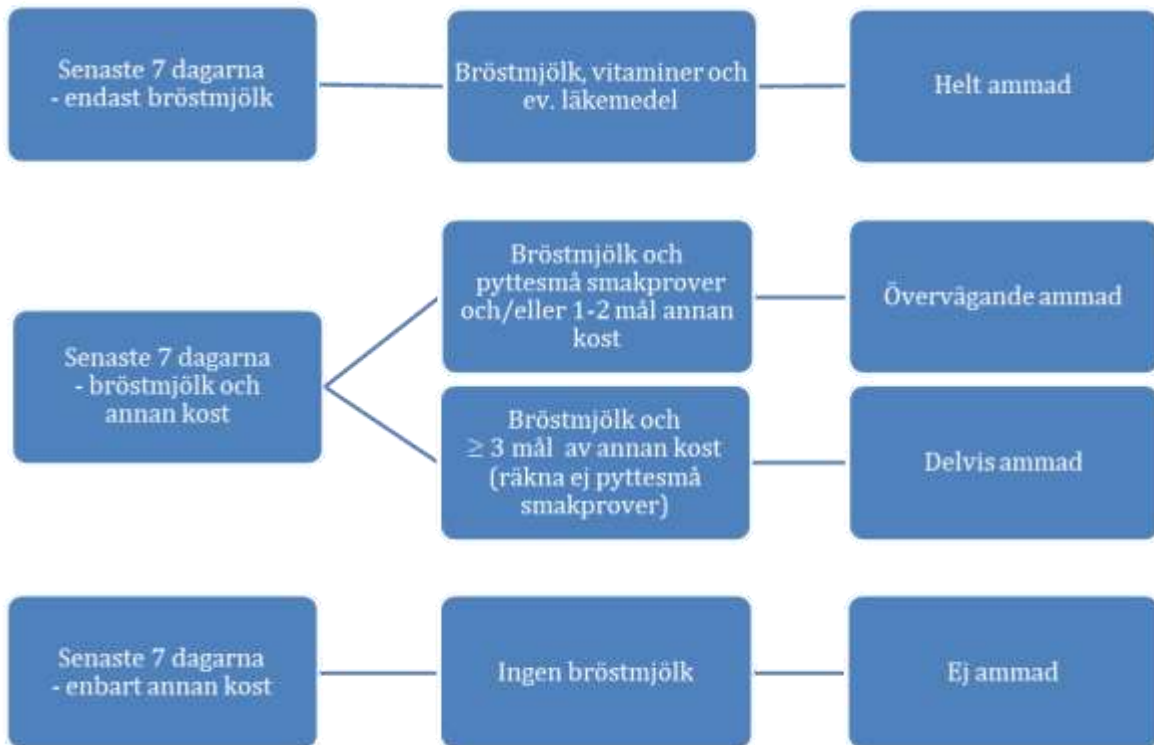 Senaste 7 dagarna
- endast bröstmjölk
Bröstmjölk, vitaminer och
ev. läkemedel
Helt ammad
Senaste 7 dagarna
- bröstmjölk och
annan kost
Bröstmjölk och
pyttesmå smakprover
och/eller 1-2 mål annan
kost
Övervägande ammad
Bröstmjölk och
≥ 3 mål av annan kost
(räkna ej pyttesmå
smakprover)
Delvis ammad
Senaste 7 dagarna
- enbart annan kost
Ingen bröstmjölk
Ej ammad